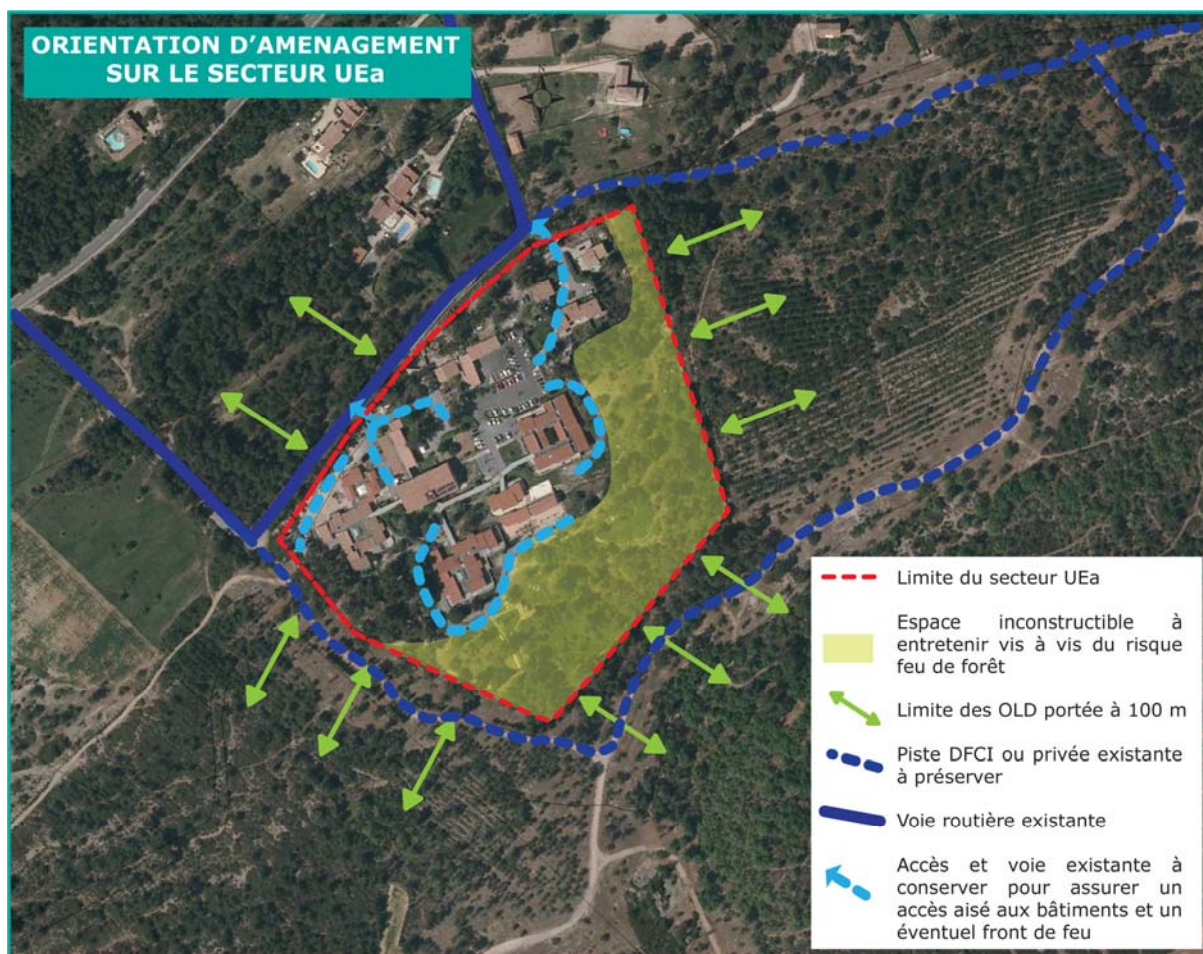 ORIENTATION D'AMENAGEMENT
SUR LE SECTEUR UEa
Limite du secteur UEa
Espace inconstructible à
entretenir vis à vis du risque
feu de forêt
Limite des OLD portée à 100 m
Piste DFCI ou privée existante
à préserver
Voie routière existante
Accès et voie existante à
conserver pour assurer un
accès aisé aux bâtiments et un
éventuel front de feu